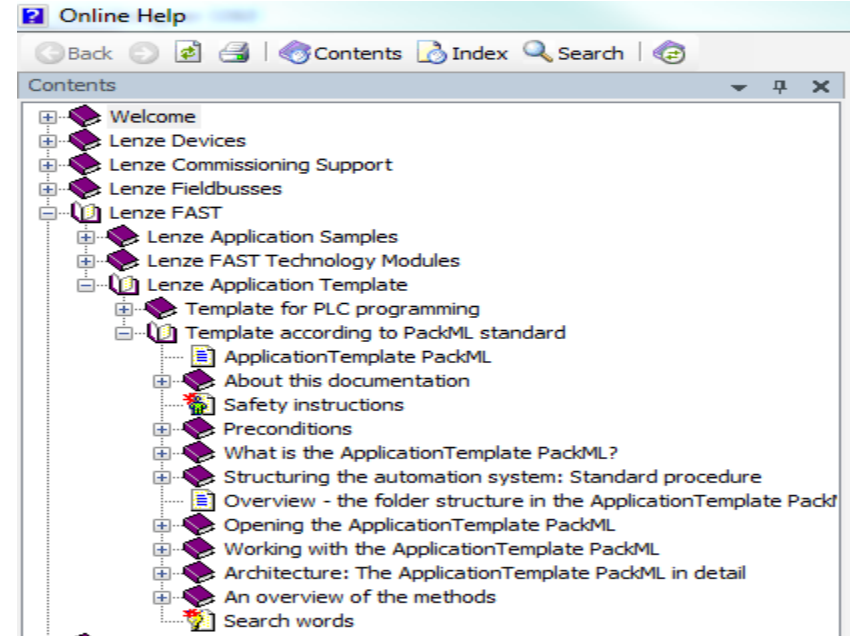 Online Help
Back Contents Index Search
Contents
Welcome
Lenze Devices
Lenze Commissioning Support
Lenze Fieldbusses
Lenze FAST
Lenze Application Samples
Lenze FAST Technology Modules
Lenze Application Template
Template for PLC programming
Template according to PackML standard
ApplicationTemplate PackML
About this documentation
Safety instructions
Preconditions
What is the ApplicationTemplate PackML?
Structuring the automation system: Standard procedure
Overview - the folder structure in the ApplicationTemplate
Opening the ApplicationTemplate PackML
Working with the ApplicationTemplate PackML
Architecture: The ApplicationTemplate PackML in detail
An overview of the methods
Search words